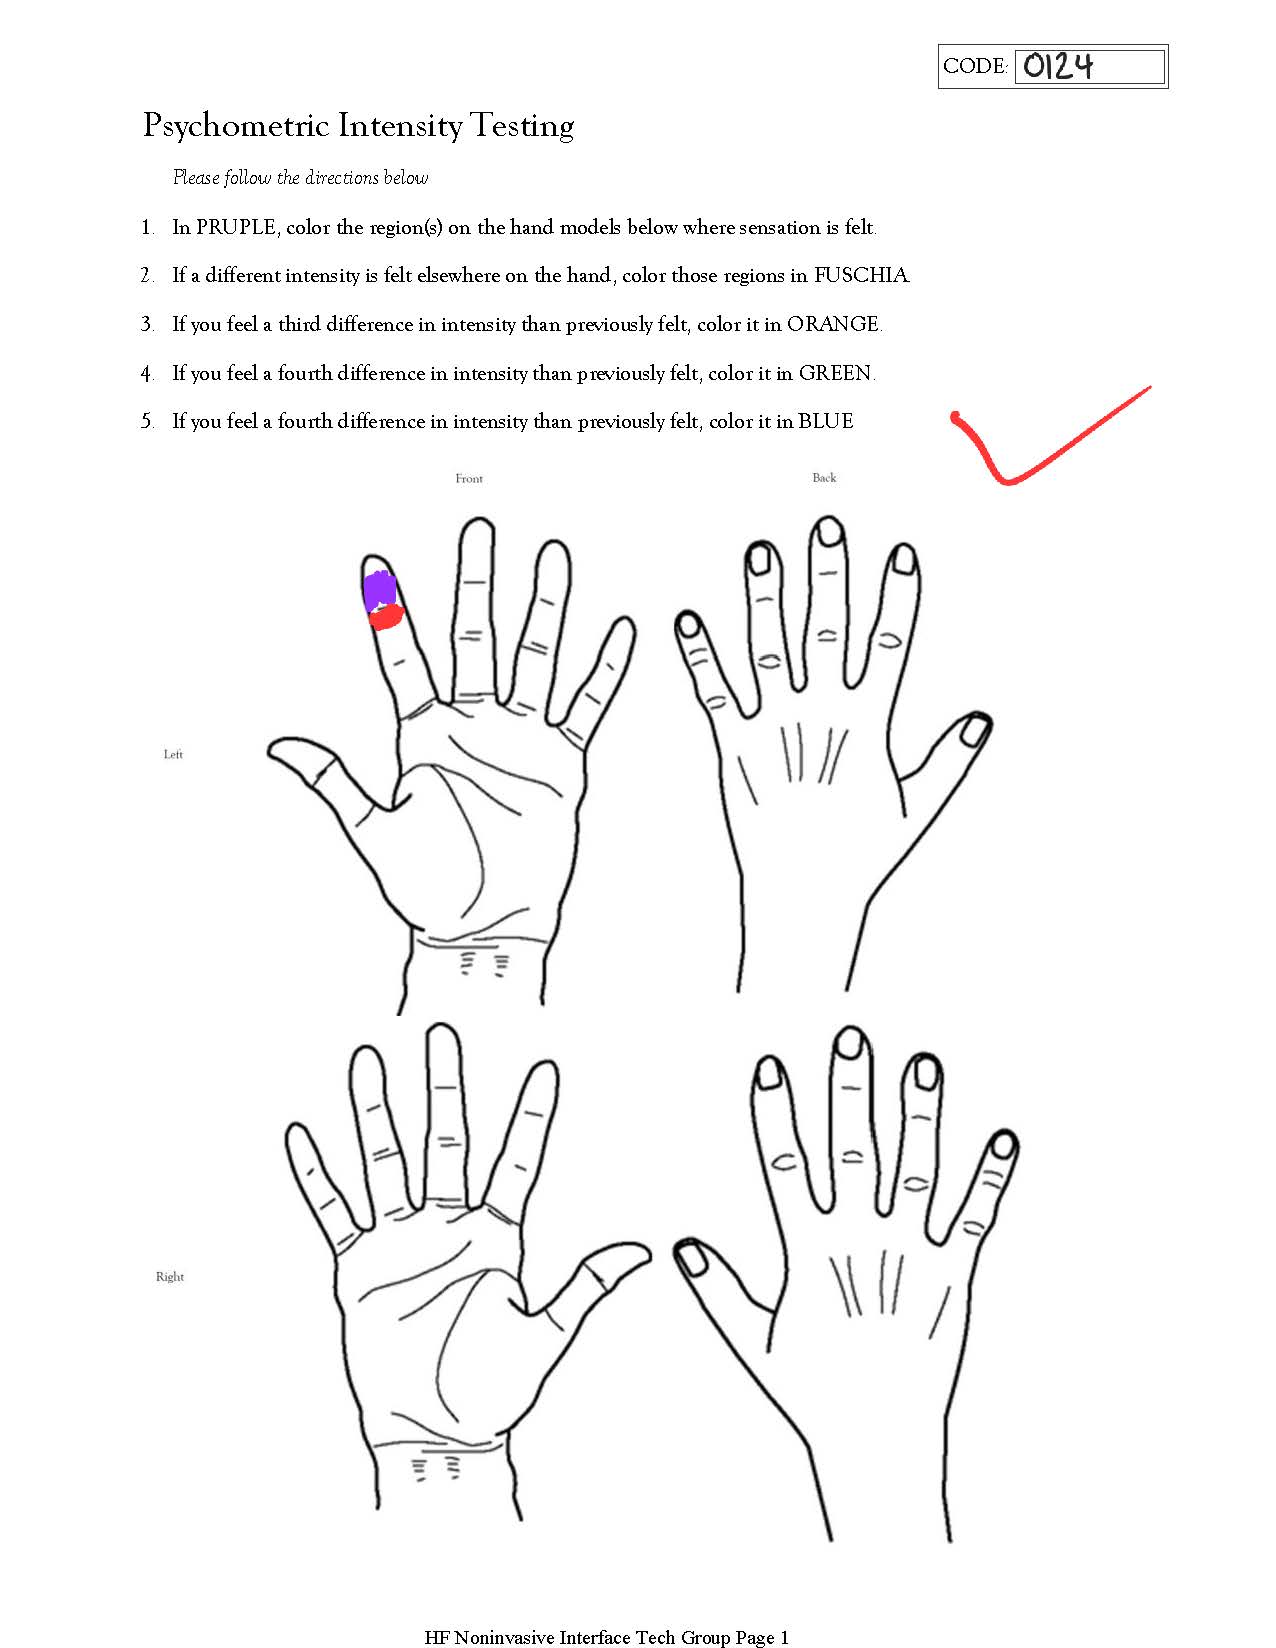 CODE: 0124
Psychometric Intensity Testing
Please follow the directions below
1. In PRUPLE, color the region(s) on the hand models below where sensation is felt.
2. If a different intensity is felt elsewhere on the hand, color those regions in FUSCHIA.
3. If you feel a third difference in intensity than previously felt, color it in ORANGE.
4. If you feel a fourth difference in intensity than previously felt, color it in GREEN.
5. If you feel a fourth difference in intensity than previously felt, color it in BLUE
Front Back
Left
Right
HF Noninvasive Interface Tech Group Page 1